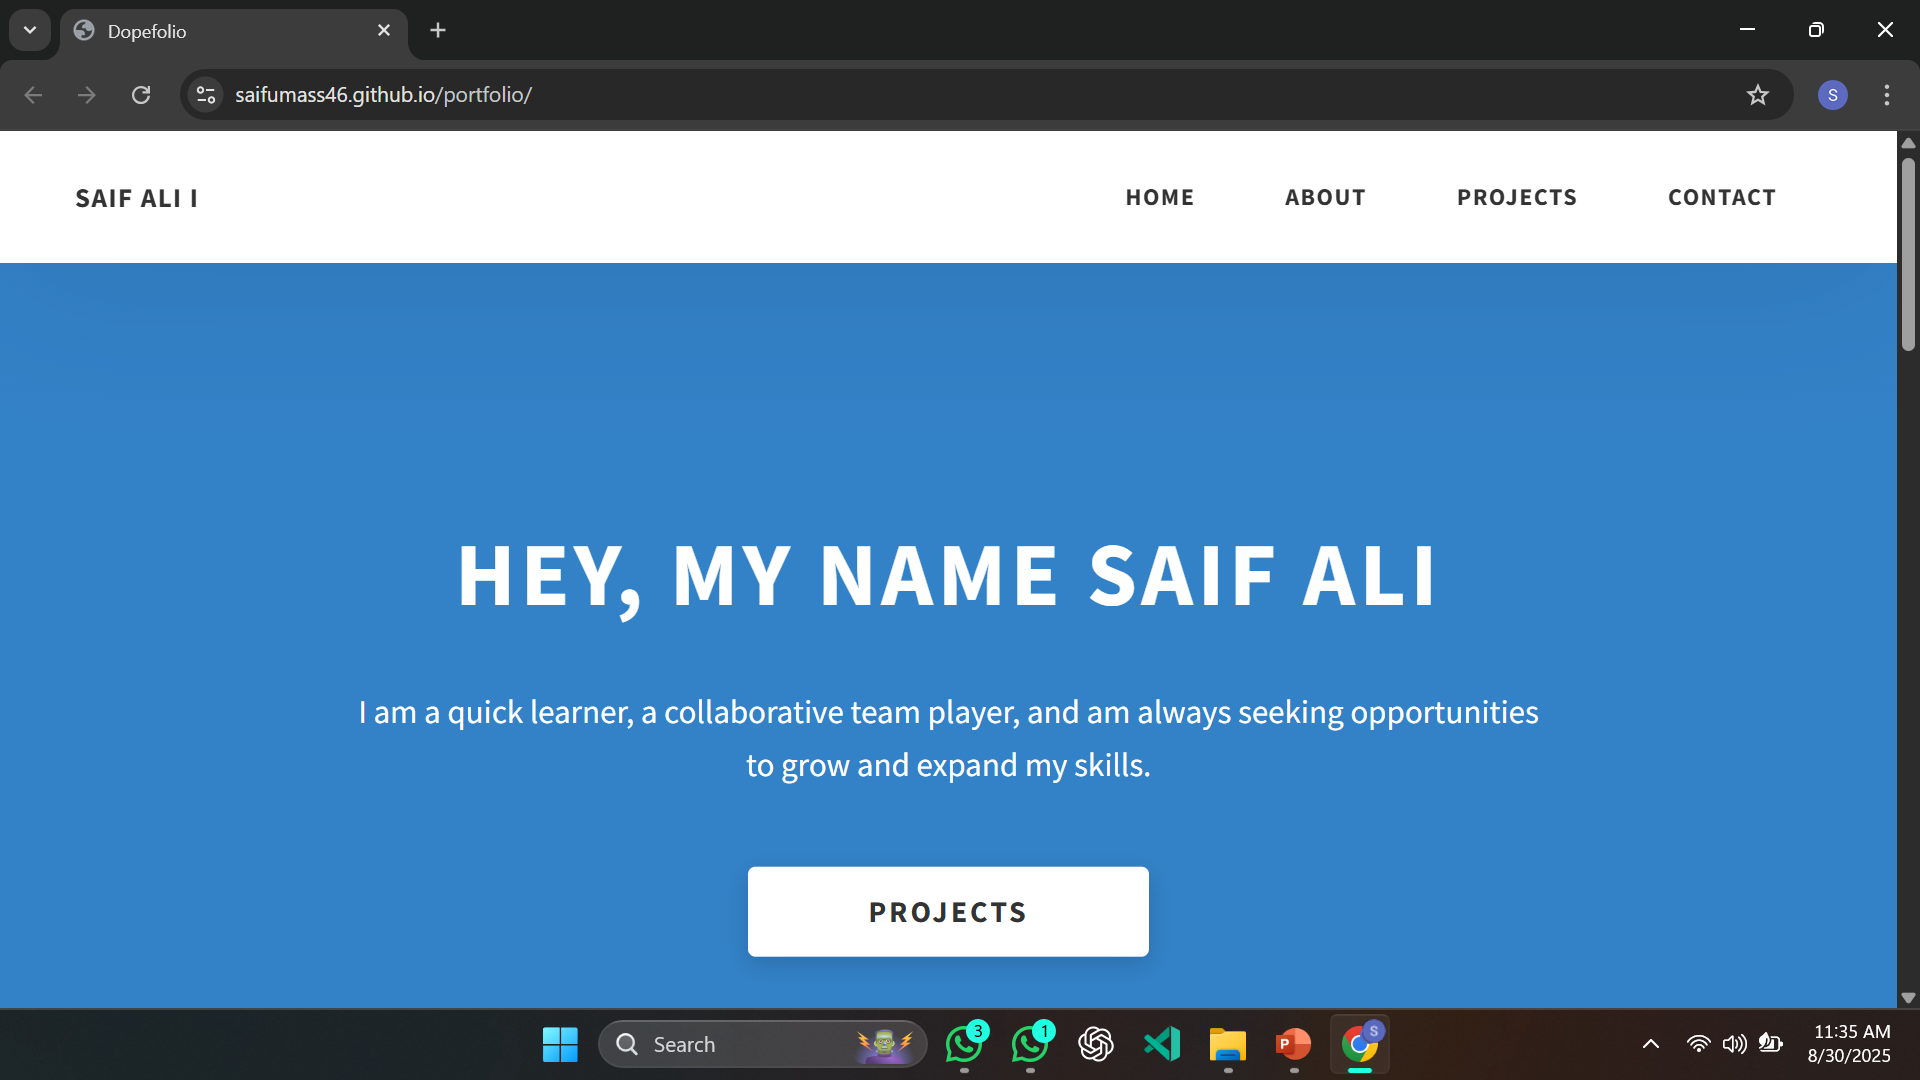 Dopefolio
saifumass46.github.io/portfolio/
S
SAIF ALI I
HOME
ABOUT
PROJECTS
CONTACT
HEY, MY NAME SAIF ALI
I am a quick learner, a collaborative team player, and am always seeking opportunities
to grow and expand my skills.
PROJECTS
Search
3
1
P
S
11:35 AM
8/30/2025